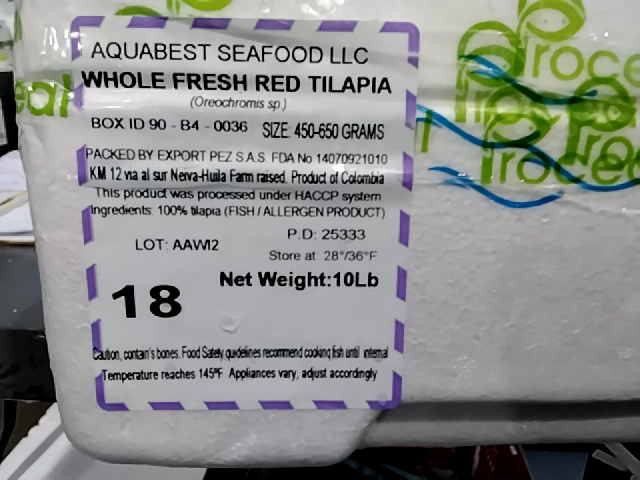 AQUABEST SEAFOOD LLC
WHOLE FRESH RED TILAPIA
(Oreochromis sp.)
BOX ID 90 - B4 - 0036 SIZE: 450-650 GRAMS
PACKED BY EXPORT PEZ S.A.S. FDA No 14070921010
KM 12 via al sur Neiva-Huila Farm raised. Product of Colombia
This product was processed under HACCP system
Ingredients: 100% tilapia (FISH / ALLERGEN PRODUCT)
LOT: AAWI2
P.D: 25333
Store at: 28°/36°F
Net Weight:10Lb
18
Caution, contain's bones. Food Safety guidelines recommend cooking fish until internal
Temperature reaches 145°F. Appliances vary, adjust accordingly